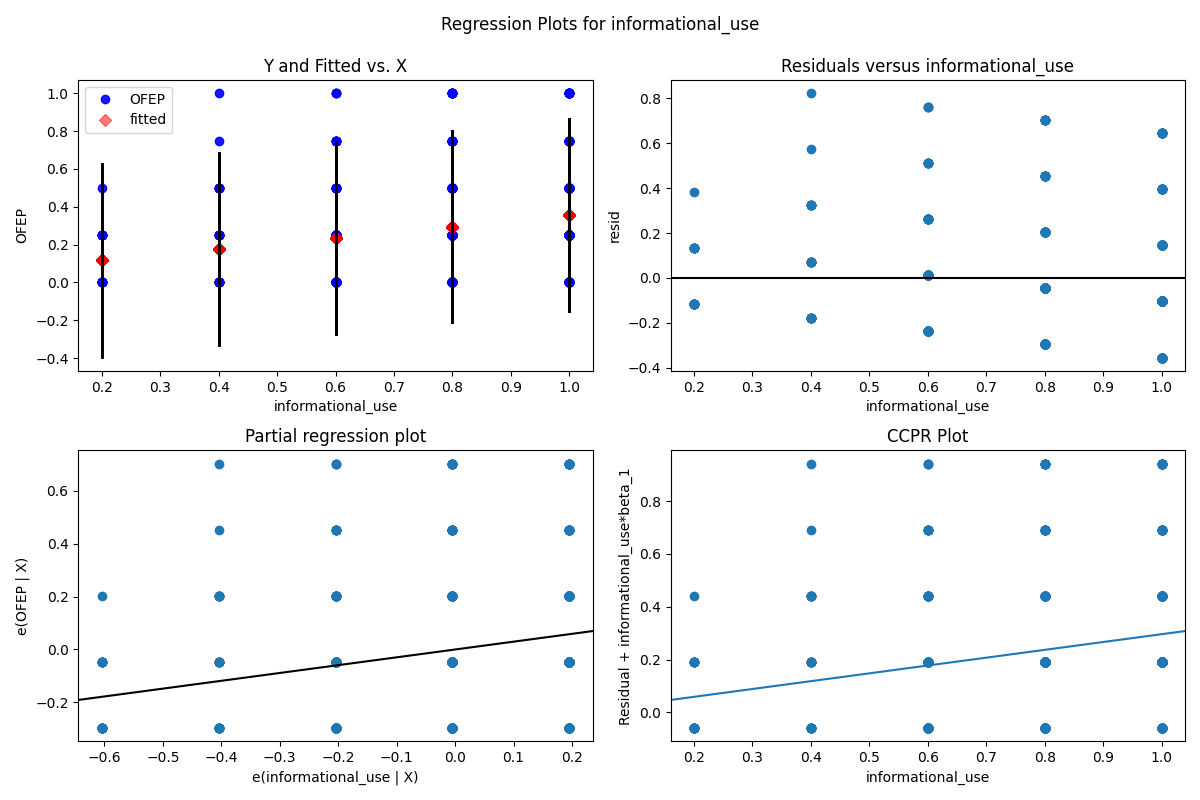 Regression Plots for informational_use
Y and Fitted vs. X
OFEP
fitted
OFEP
1.0
0.8
0.6
0.4
0.2
0.0
−0.2
−0.4
0.2 0.3 0.4 0.5 0.6 0.7 0.8 0.9 1.0
informational_use
Residuals versus informational_use
resid
0.8
0.6
0.4
0.2
0.0
−0.2
−0.4
0.2 0.3 0.4 0.5 0.6 0.7 0.8 0.9 1.0
informational_use
Partial regression plot
e(OFEP | X)
0.6
0.4
0.2
0.0
−0.2
−0.6 −0.5 −0.4 −0.3 −0.2 −0.1 0.0 0.1 0.2
e(informational_use | X)
CCPR Plot
Residual + informational_use*beta_1
0.8
0.6
0.4
0.2
0.0
0.2 0.3 0.4 0.5 0.6 0.7 0.8 0.9 1.0
informational_use